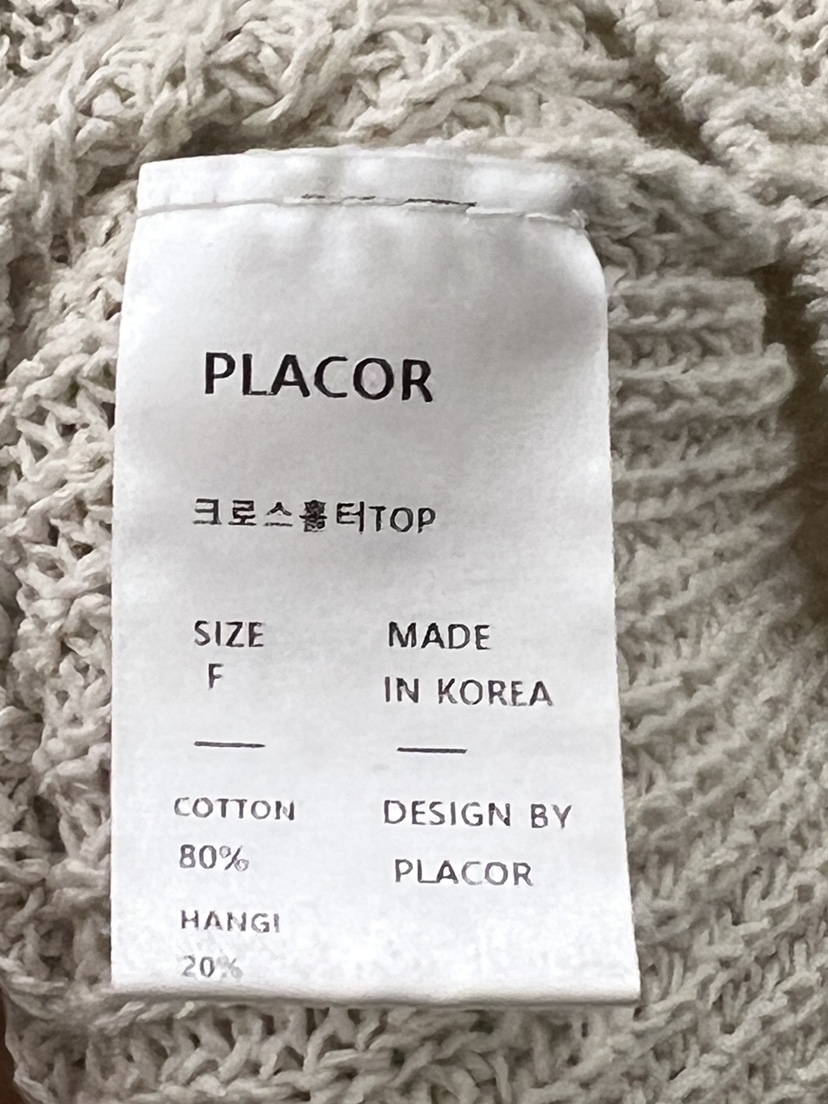 PLACOR
크로스홀터TOP
SIZE
F
MADE
IN KOREA
COTTON
80%
HANGI
20%
DESIGN BY
PLACOR